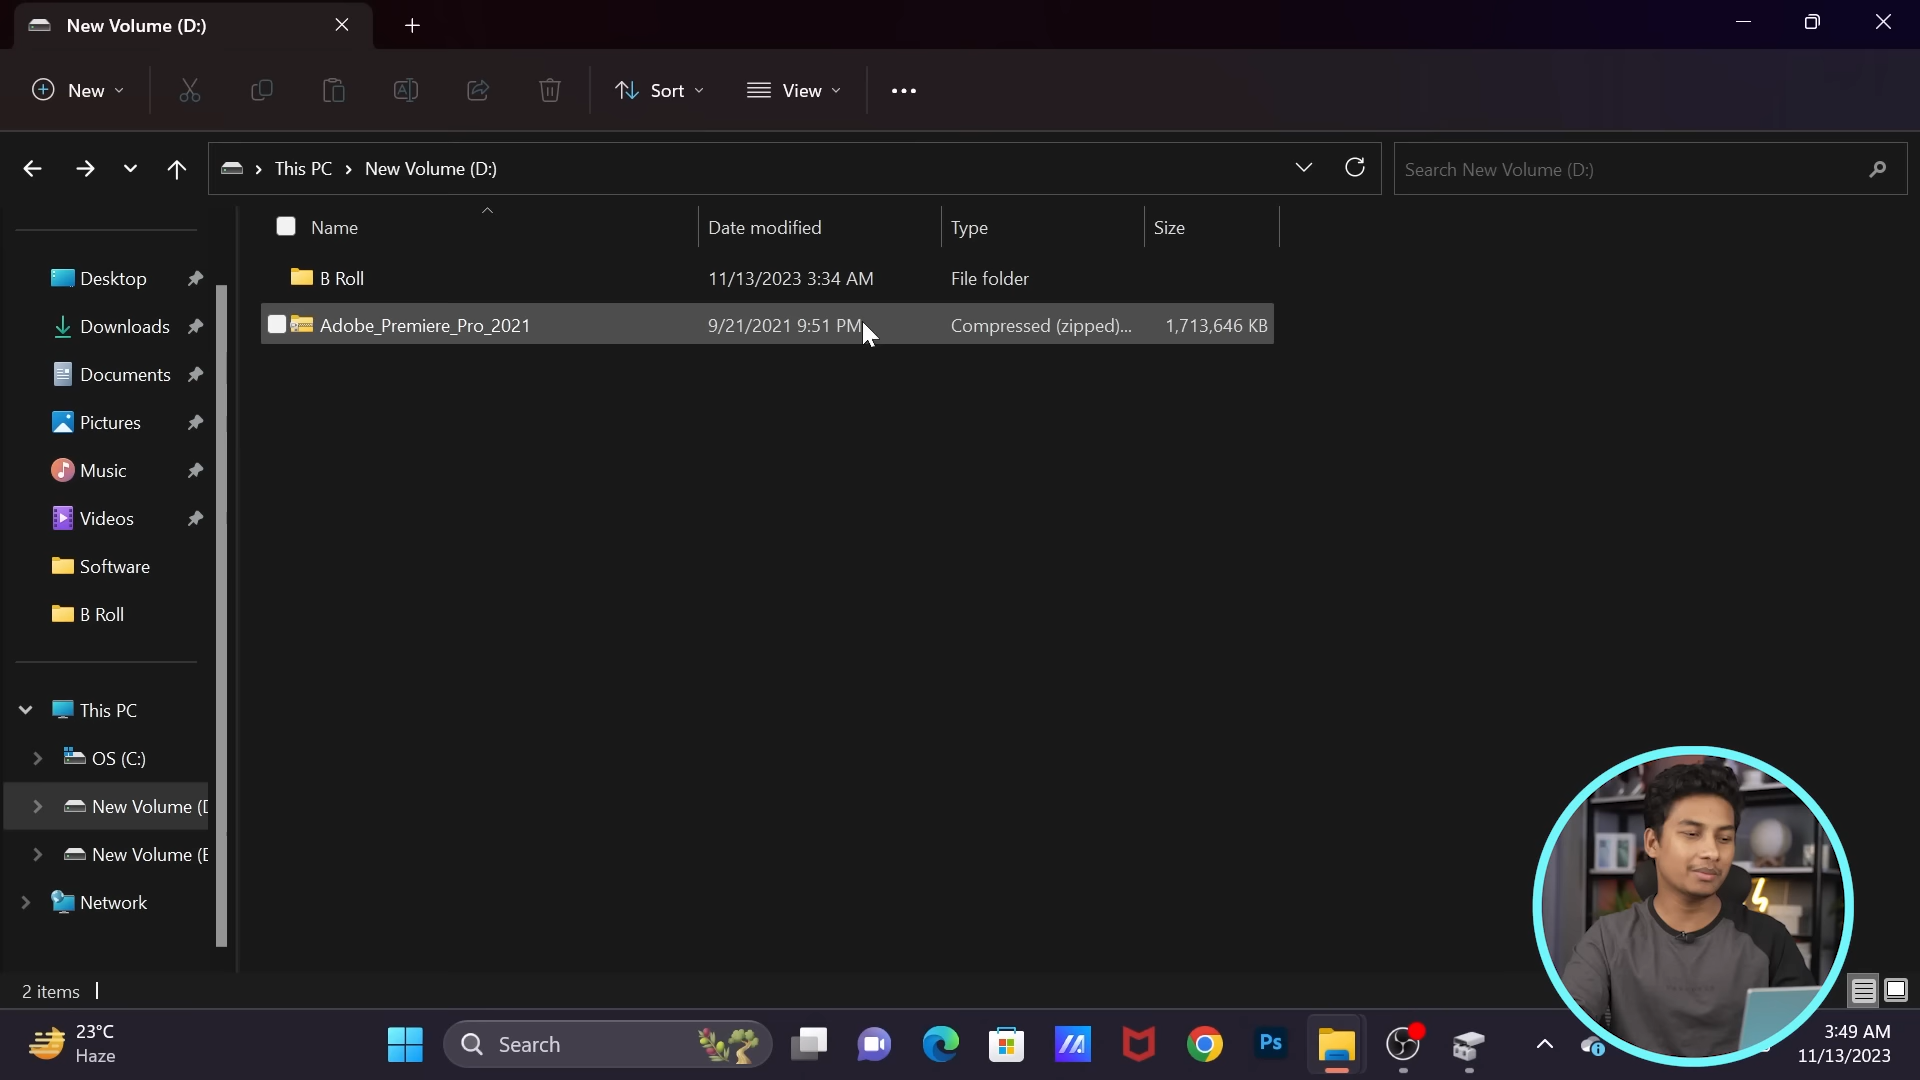 New Volume (D:)
New
Sort
View
This PC
New Volume (D:)
Search New Volume (D:)
Name
Date modified
Type
Size
B Roll
11/13/2023 3:34 AM
File folder
Adobe_Premiere_Pro_2021
9/21/2021 9:51 PM
Compressed (zipped)...
1,713,646 KB
Desktop
Downloads
Documents
Pictures
Music
Videos
Software
B Roll
This PC
OS (C:)
New Volume (D
New Volume (E
Network
2 items
23°C
Haze
Search
Ps
3:49 AM
11/13/2023